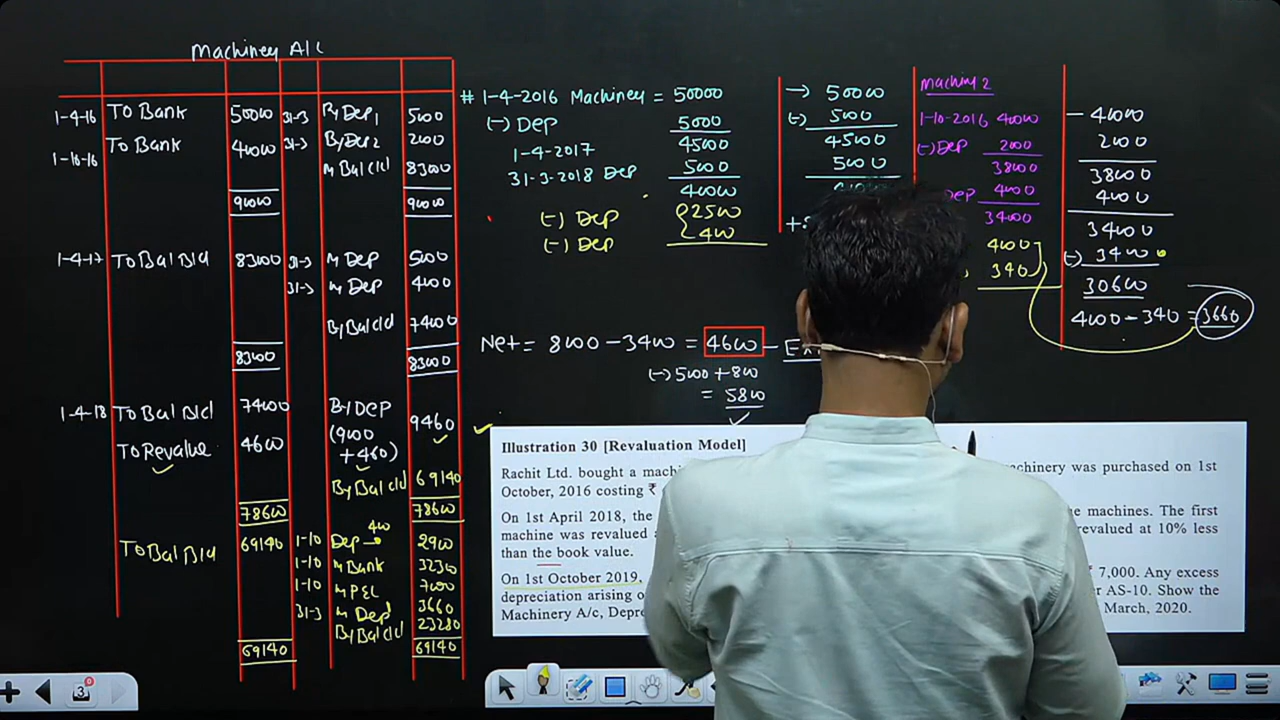 Machiney A/C
1-4-16 To Bank 50000 31-3 By Dep1 5000
1-10-16 To Bank 40000 31-3 By Dep2 2000
By Bal c/d 83000
90000 90000
1-4-17 To Bal B/d 83000 31-3 By Dep 5000
31-3 By Dep 4000
By Bal c/d 74000
83000 83000
1-4-18 To Bal B/d 74000 By Dep 9460
To Revalue 4600 (9000
+460)
By Bal c/d 69140
78600 78600
To Bal B/d 69140 1-10 Dep 400 2900
1-10 By Bank
1-10 By P&L 7000
31-3 By Dep 3660
By Bal c/d 23280
69140 69140
# 1-4-2016 Machiney = 50000
(-) Dep 5000
1-4-2017 45000
31-3-2018 Dep 5000
40000
(-) Dep 2500
(-) Dep 400
→ 50000
(-) 5000
45000
5000
Machiny 2
1-10-2016 40000
(-) Dep 2000
38000
Dep 4000
34000
4000
340
40000
2000
38000
4000
34000
(-) 3400
30600
4000 - 340 = 3660
Net = 8000 - 3400 = 4600 -
(-) 5000 + 800
= 5800
Illustration 30 [Revaluation Model]
Rachit Ltd. bought a machinery was purchased on 1st
October, 2016 costing ₹
On 1st April 2018, the machines. The first
machine was revalued revalued at 10% less
than the book value.
On 1st October 2019, ₹ 7,000. Any excess
depreciation arising AS-10. Show the
Machinery A/c, March, 2020.
3
0